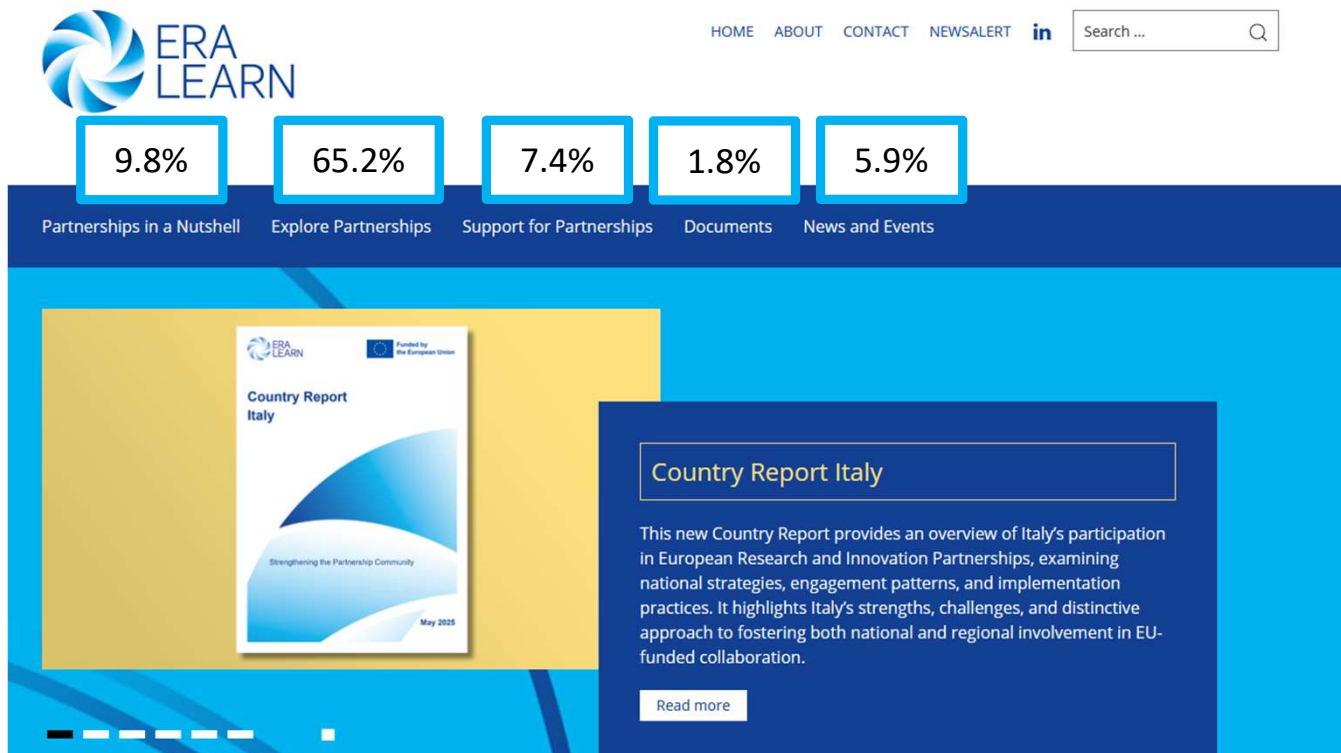 ERA
LEARN
HOME ABOUT CONTACT NEWSALERT in Search ...
9.8% 65.2% 7.4% 1.8% 5.9%
Partnerships in a Nutshell Explore Partnerships Support for Partnerships Documents News and Events
ERA
LEARN
Funded by
the European Union
Country Report
Italy
Strengthening the Partnership Community
May 2025
Country Report Italy
This new Country Report provides an overview of Italy's participation
in European Research and Innovation Partnerships, examining
national strategies, engagement patterns, and implementation
practices. It highlights Italy's strengths, challenges, and distinctive
approach to fostering both national and regional involvement in EU-
funded collaboration.
Read more